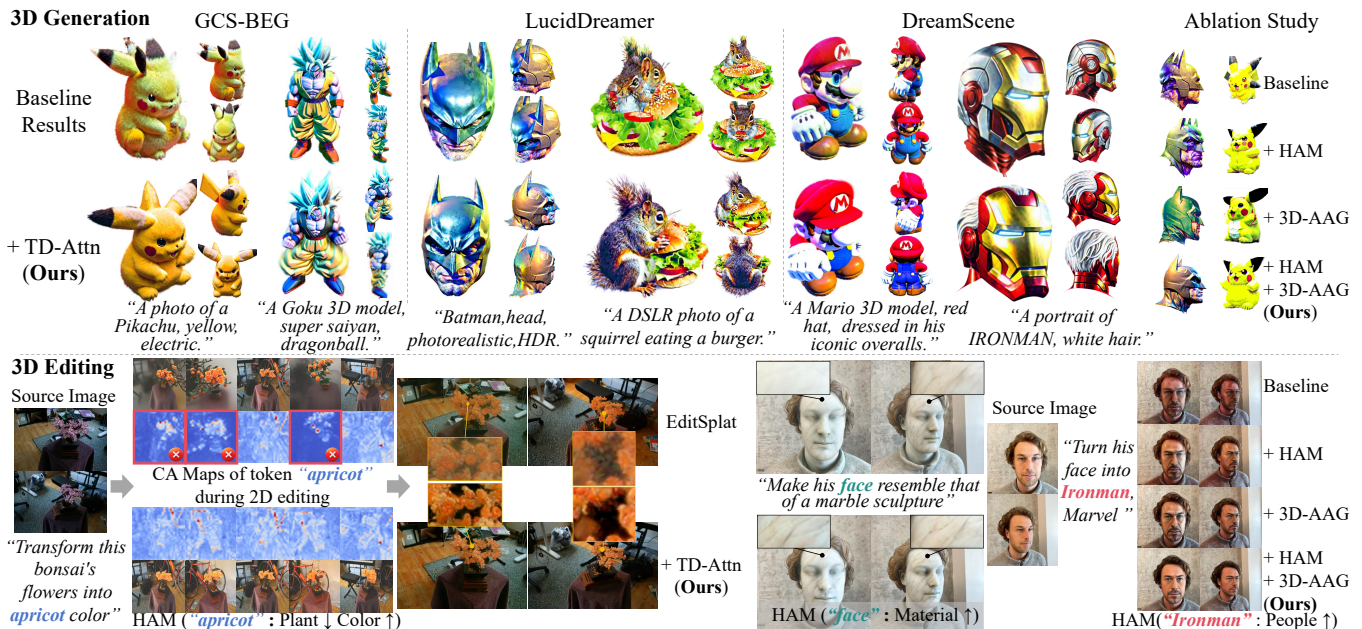 3D Generation
GCS-BEG
LucidDreamer
DreamScene
Ablation Study
Baseline
Results
Baseline
+ HAM
+ TD-Attn
(Ours)
+ 3D-AAG
+ HAM
+ 3D-AAG
(Ours)
“A photo of a
Pikachu, yellow,
electric.”
“A Goku 3D model,
super saiyan,
dragonball.”
“Batman,head,
photorealistic,HDR.”
“A DSLR photo of a
squirrel eating a burger.”
“A Mario 3D model, red
hat, dressed in his
iconic overalls.”
“A portrait of
IRONMAN, white hair.”
3D Editing
Source Image
CA Maps of token “apricot”
during 2D editing
“Transform this
bonsai's
flowers into
apricot color”
HAM (“apricot” : Plant ↓ Color ↑)
EditSplat
+ TD-Attn
(Ours)
“Make his face resemble that
of a marble sculpture”
HAM (“face” : Material ↑)
Source Image
“Turn his
face into
Ironman,
Marvel ”
Baseline
+ HAM
+ 3D-AAG
+ HAM
+ 3D-AAG
(Ours)
HAM(“Ironman” : People ↑)